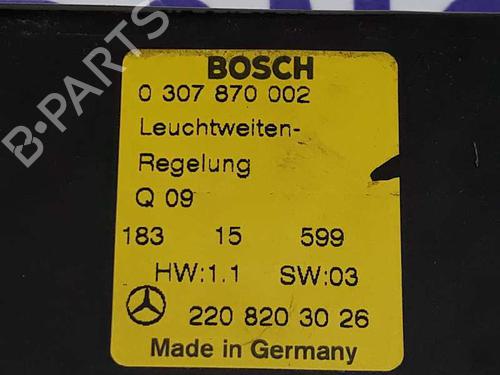 BOSCH
0 307 870 002
Leuchtweiten-
Regelung
Q 09
183 15 599
HW:1.1 SW:03
220 820 30 26
Made in Germany
B-PARTS